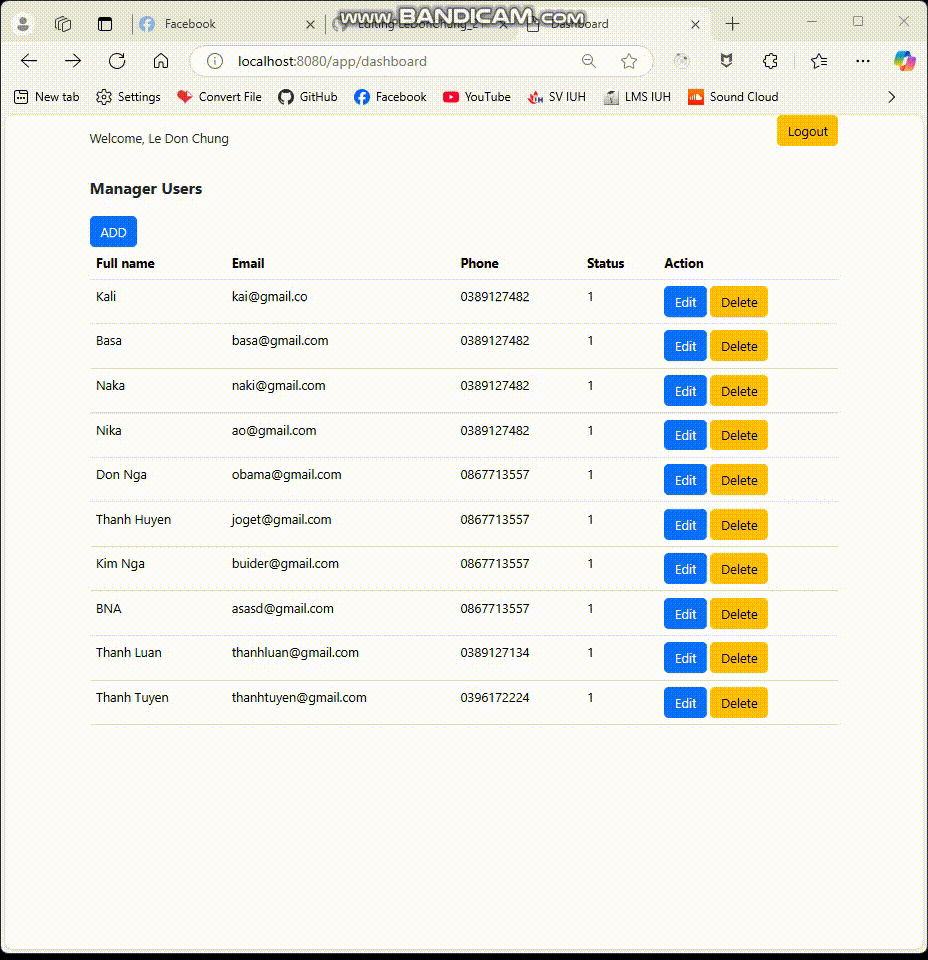 www.BANDICAM.com
Facebook
Dashboard
localhost:8080/app/dashboard
New tab Settings Convert File GitHub Facebook YouTube SV IUH LMS IUH Sound Cloud
Welcome, Le Don Chung Logout
Manager Users
ADD
Full name Email Phone Status Action
Kali kai@gmail.co 0389127482 1 Edit Delete
Basa basa@gmail.com 0389127482 1 Edit Delete
Naka naki@gmail.com 0389127482 1 Edit Delete
Nika ao@gmail.com 0389127482 1 Edit Delete
Don Nga obama@gmail.com 0867713557 1 Edit Delete
Thanh Huyen joget@gmail.com 0867713557 1 Edit Delete
Kim Nga buider@gmail.com 0867713557 1 Edit Delete
BNA asasd@gmail.com 0867713557 1 Edit Delete
Thanh Luan thanhluan@gmail.com 0389127134 1 Edit Delete
Thanh Tuyen thanhtuyen@gmail.com 0396172224 1 Edit Delete